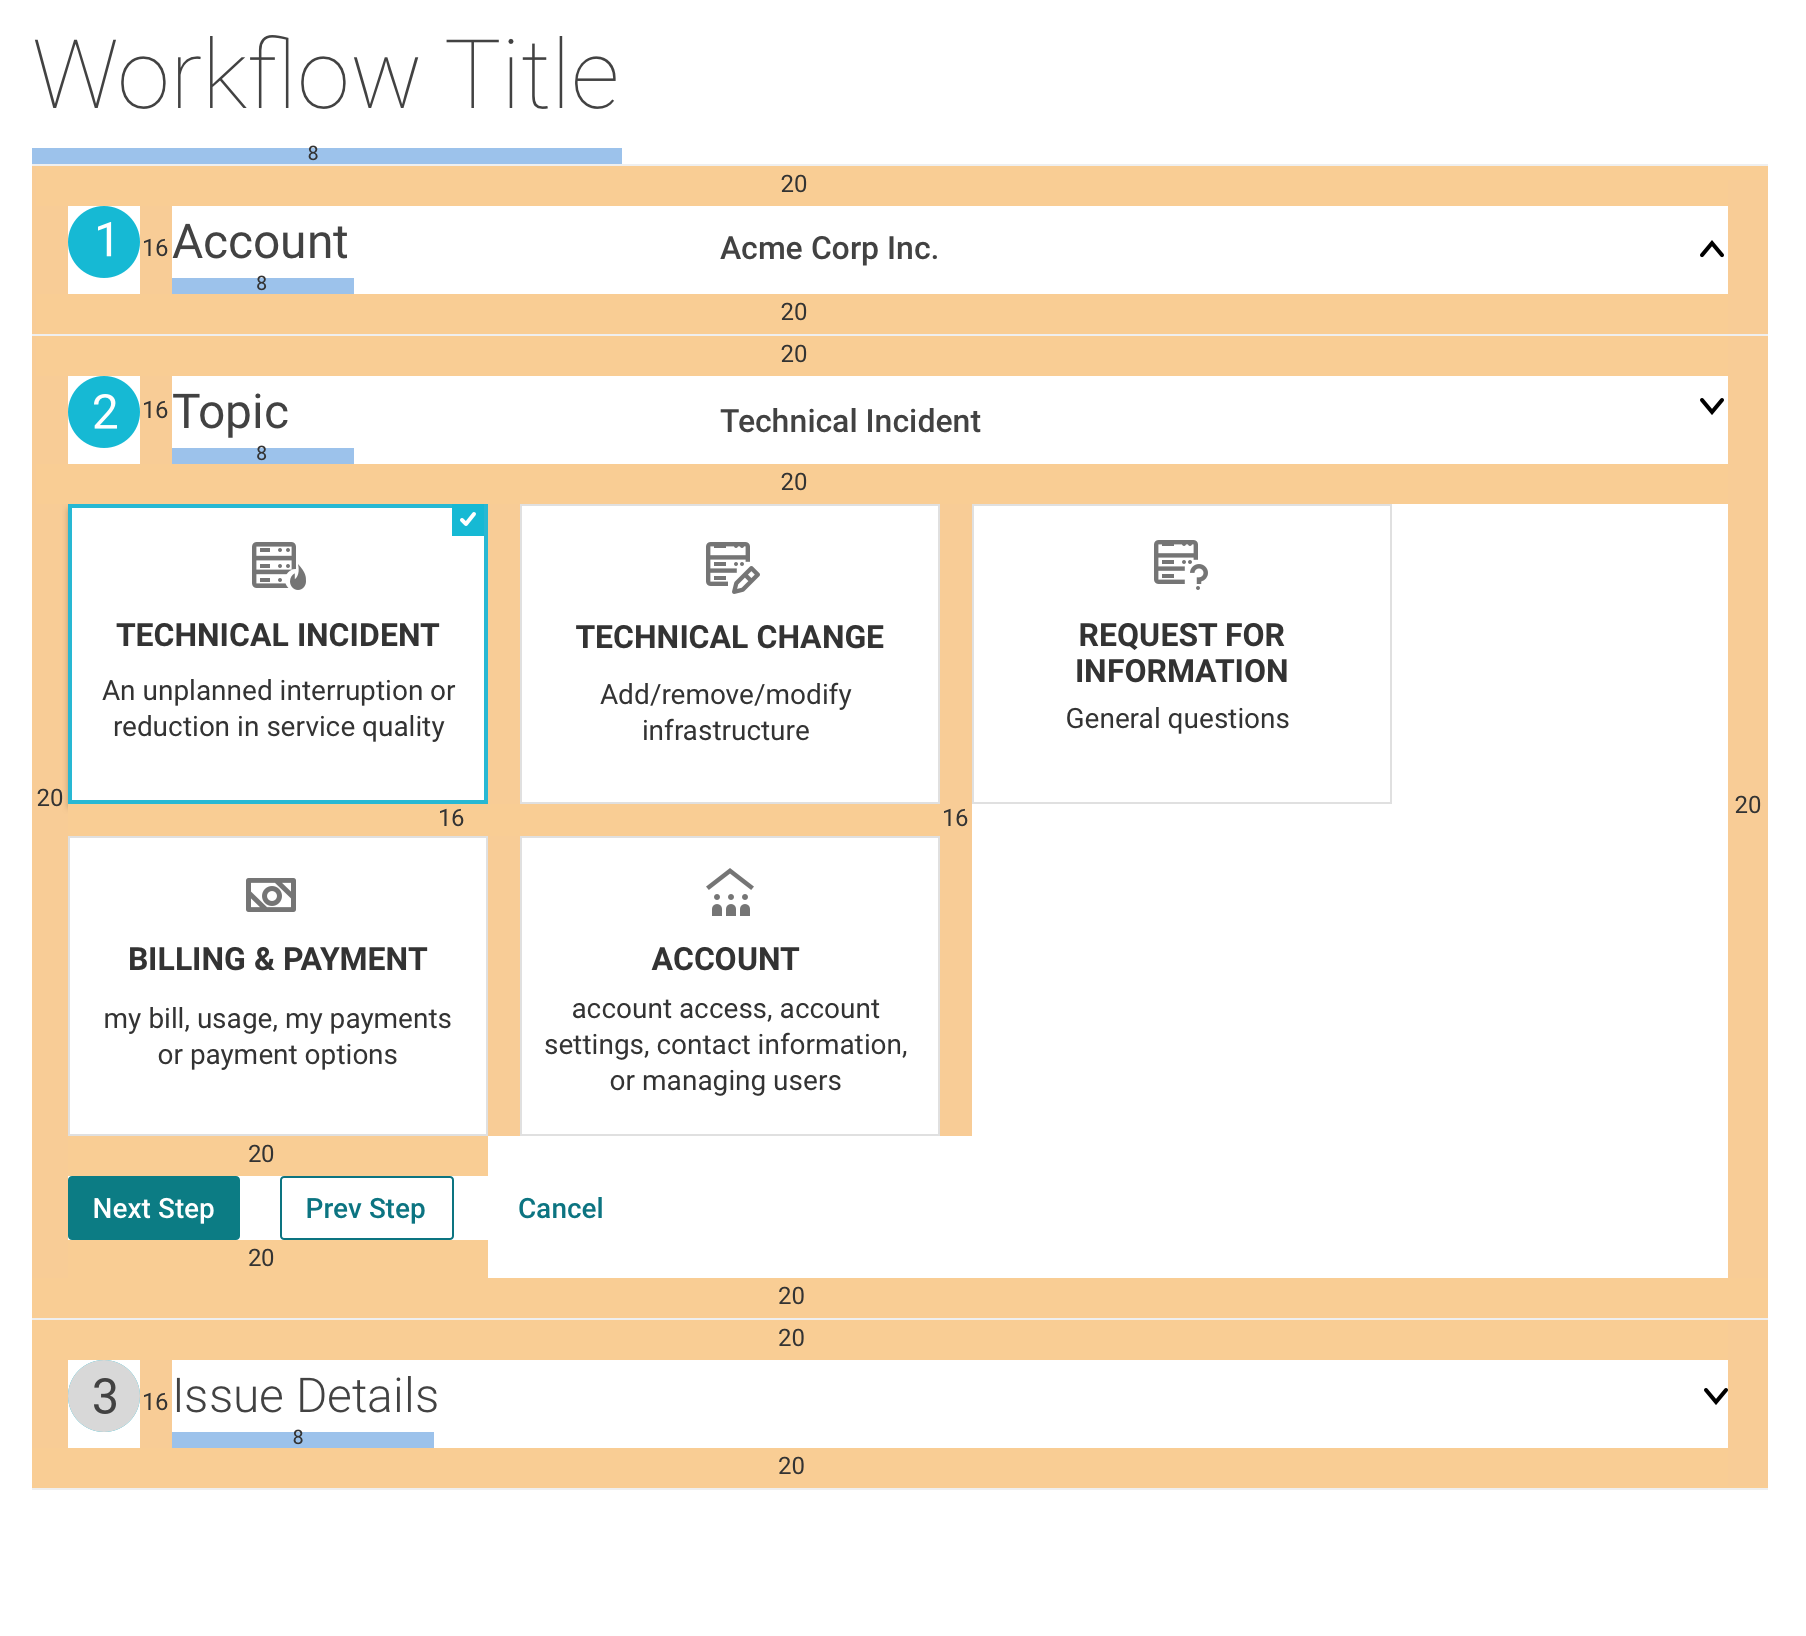 Workflow Title
8
20
1 16 Account Acme Corp Inc.
8
20
20
2 16 Topic Technical Incident
8
20
TECHNICAL INCIDENT
An unplanned interruption or
reduction in service quality
TECHNICAL CHANGE
Add/remove/modify
infrastructure
REQUEST FOR
INFORMATION
General questions
20
16
16
20
BILLING & PAYMENT
my bill, usage, my payments
or payment options
ACCOUNT
account access, account
settings, contact information,
or managing users
20
Next Step Prev Step Cancel
20
20
20
3 16 Issue Details
8
20